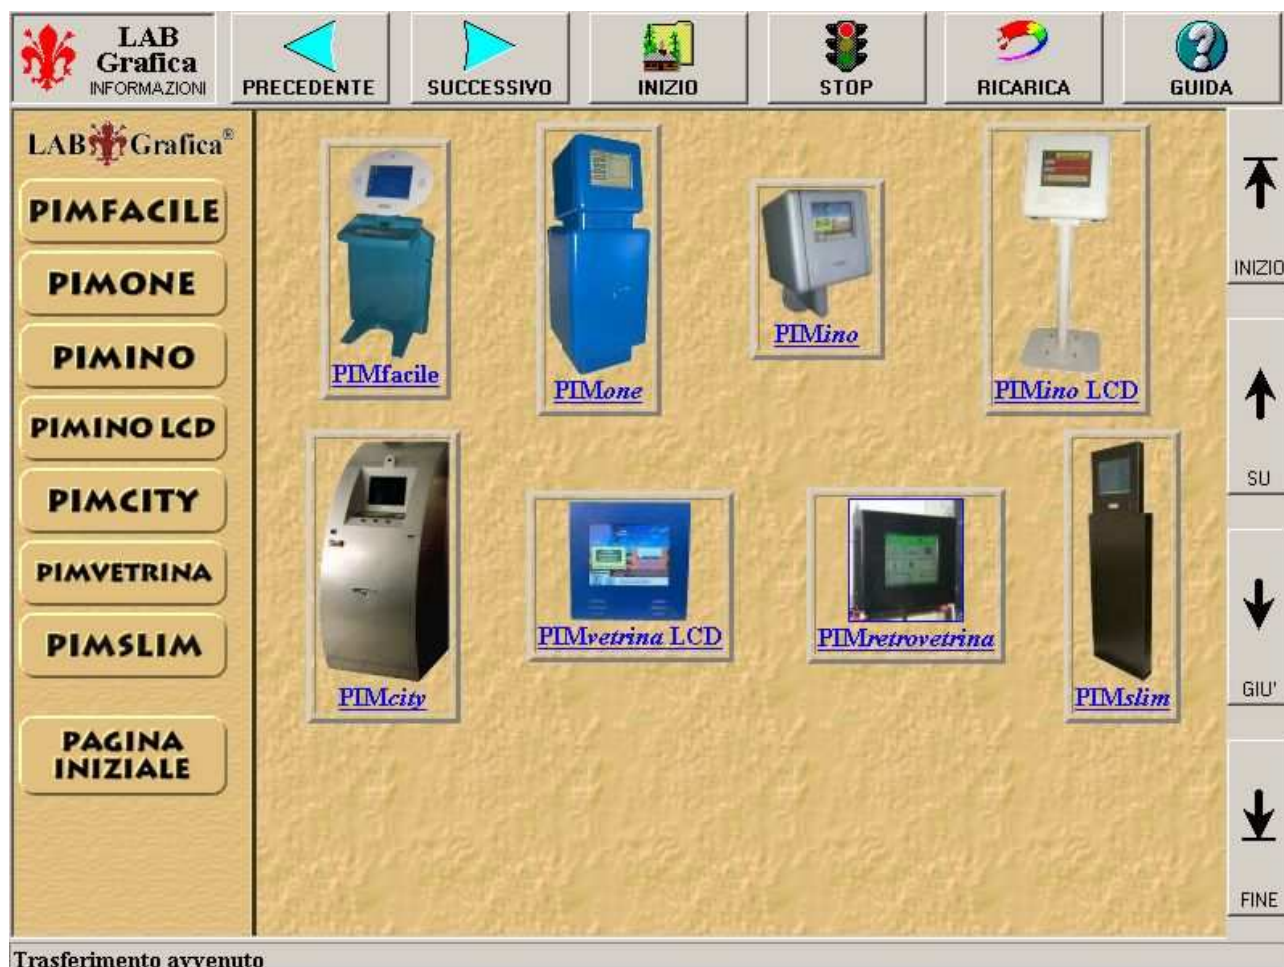 LAB
Grafica
INFORMAZIONI
PRECEDENTE
SUCCESSIVO
INIZIO
STOP
RICARICA
GUIDA
LAB Grafica®
PIMFACILE
PIMONE
PIMINO
PIMINO LCD
PIMCITY
PIMVETRINA
PIMSLIM
PAGINA
INIZIALE
PIMfacile
PIMone
PIMino
PIMino LCD
PIMcity
PIMvetrina LCD
PIMretrovetrina
PIMslim
INIZIO
SU
GIU'
FINE
Trasferimento avvenuto